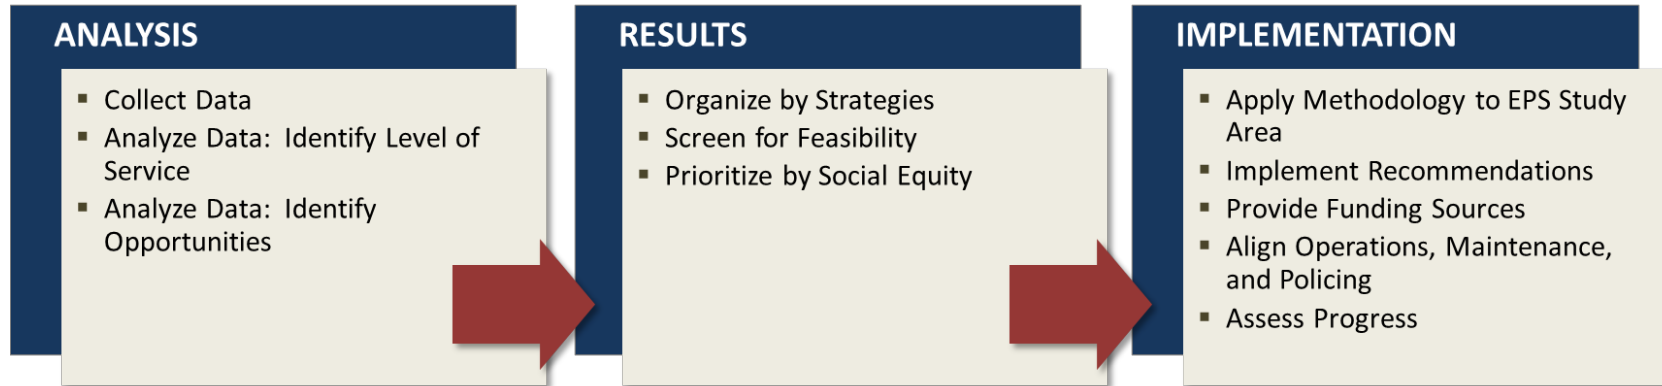 ANALYSIS
▪ Collect Data
▪ Analyze Data: Identify Level of
Service
▪ Analyze Data: Identify
Opportunities
RESULTS
▪ Organize by Strategies
▪ Screen for Feasibility
▪ Prioritize by Social Equity
IMPLEMENTATION
▪ Apply Methodology to EPS Study
Area
▪ Implement Recommendations
▪ Provide Funding Sources
▪ Align Operations, Maintenance,
and Policing
▪ Assess Progress